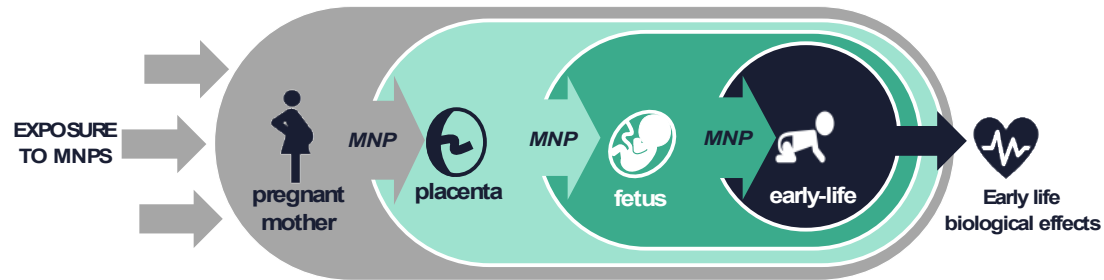 EXPOSURE
TO MNPS
pregnant
mother
MNP
placenta
MNP
fetus
MNP
early-life
Early life
biological effects